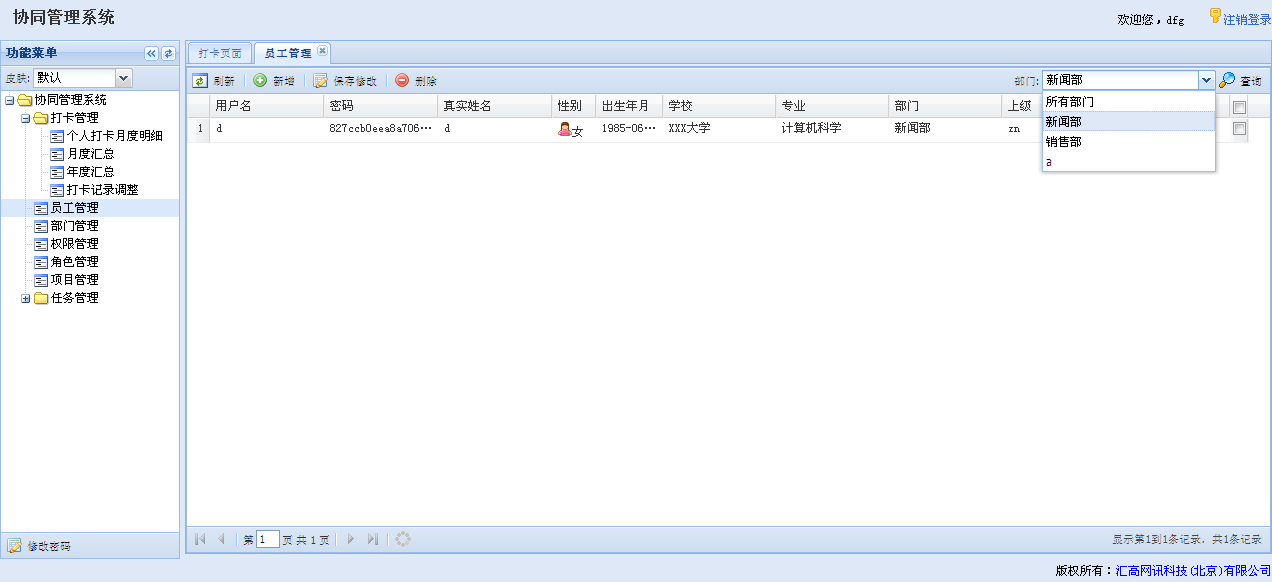 协同管理系统
欢迎您，dfg 注销登录
功能菜单
皮肤: 默认
协同管理系统
打卡管理
个人打卡月度明细
月度汇总
年度汇总
打卡记录调整
员工管理
部门管理
权限管理
角色管理
项目管理
任务管理
修改密码
打卡页面 员工管理
刷新 新增 保存修改 删除 部门: 新闻部 查询
用户名 密码 真实姓名 性别 出生年月 学校 专业 部门 上级
1 d 827ccb0eea8a706… d 女 1985-06… XXX大学 计算机科学 新闻部 zn
所有部门
新闻部
销售部
a
第 1 页 共 1 页 显示第1到1条记录，共1条记录
版权所有：汇高网讯科技(北京)有限公司